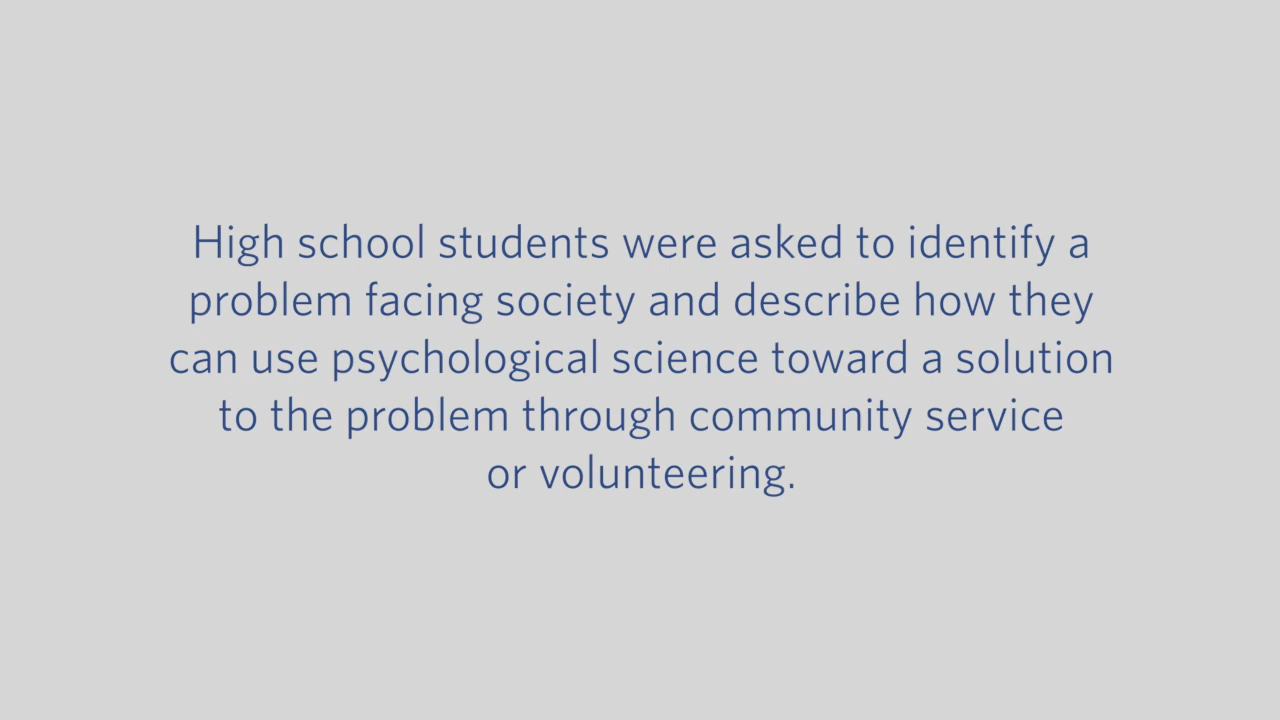 High school students were asked to identify a
problem facing society and describe how they
can use psychological science toward a solution
to the problem through community service
or volunteering.